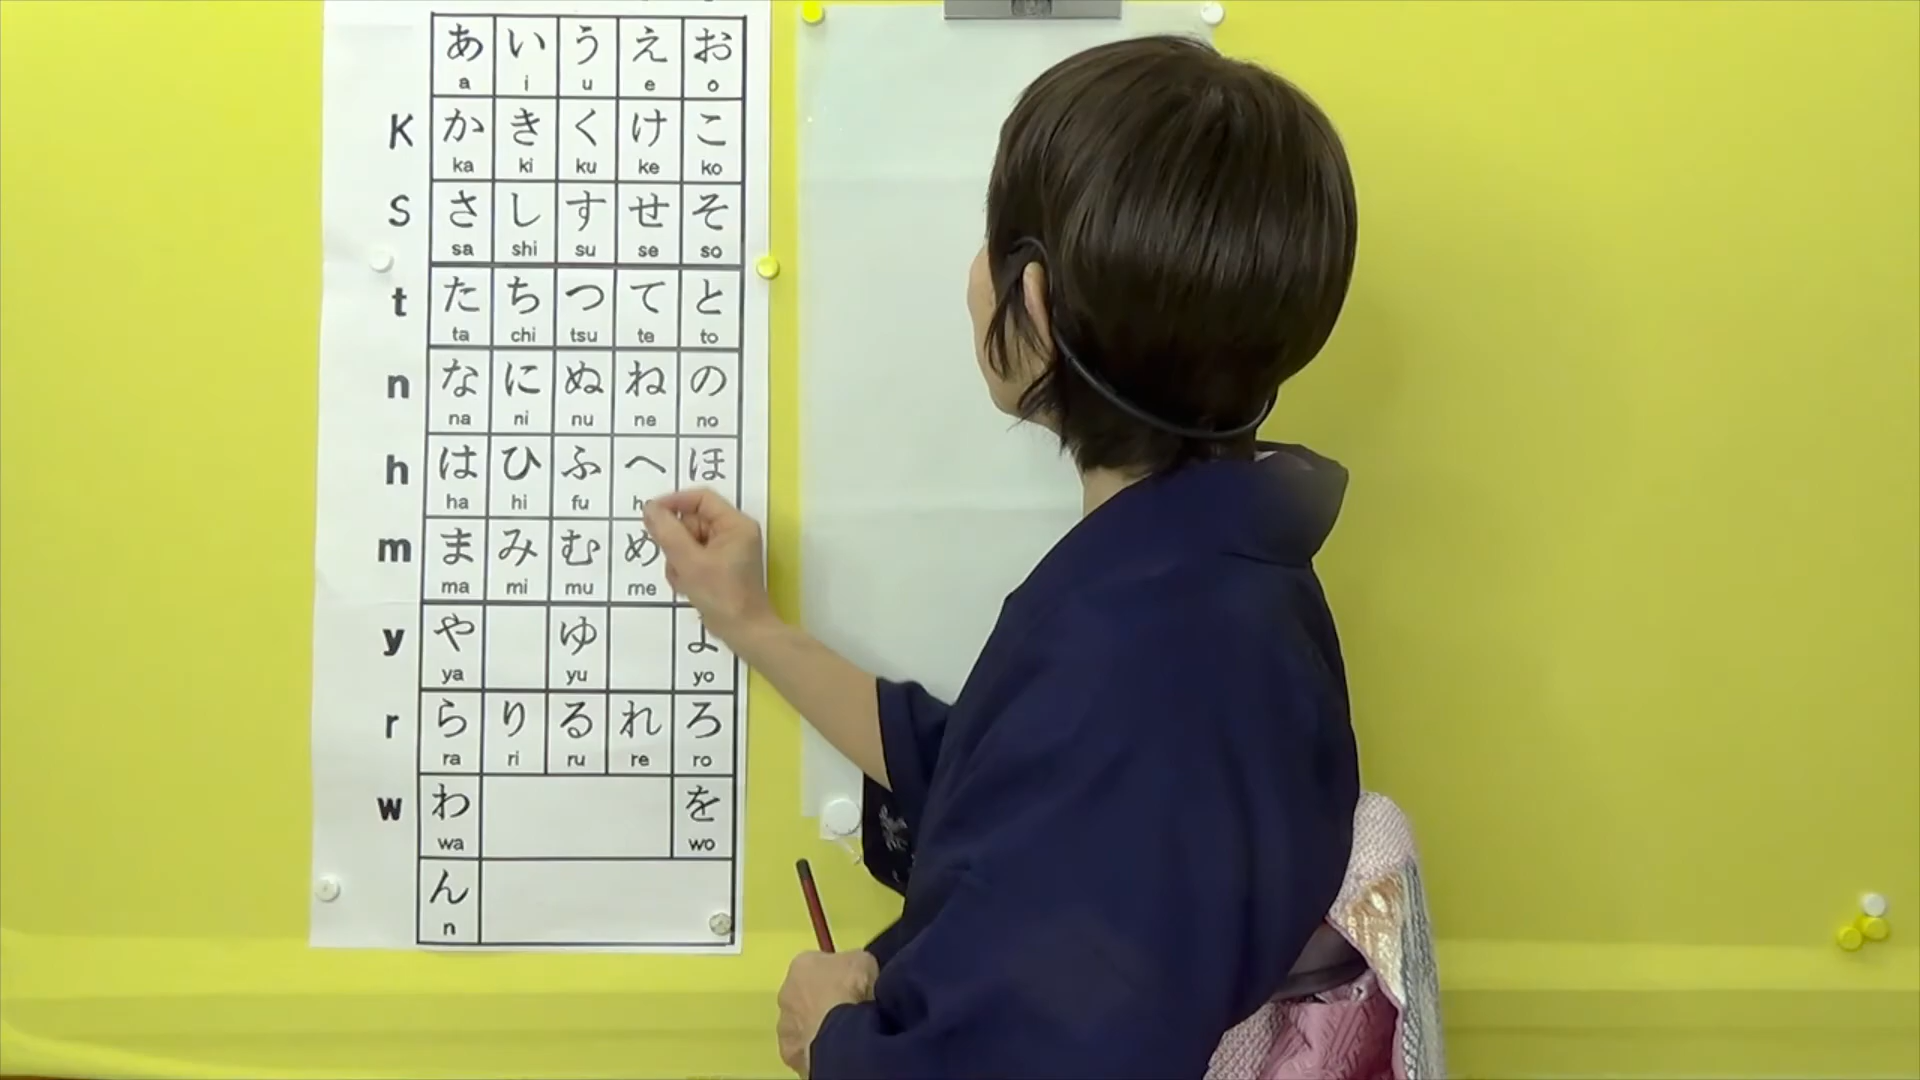 あ い う え お
a i u e o
K か き く け こ
ka ki ku ke ko
S さ し す せ そ
sa shi su se so
t た ち つ て と
ta chi tsu te to
n な に ぬ ね の
na ni nu ne no
h は ひ ふ へ ほ
ha hi fu
m ま み む め
ma mi mu me
y や ゆ よ
ya yu yo
r ら り る れ ろ
ra ri ru re ro
w わ を
wa wo
ん
n